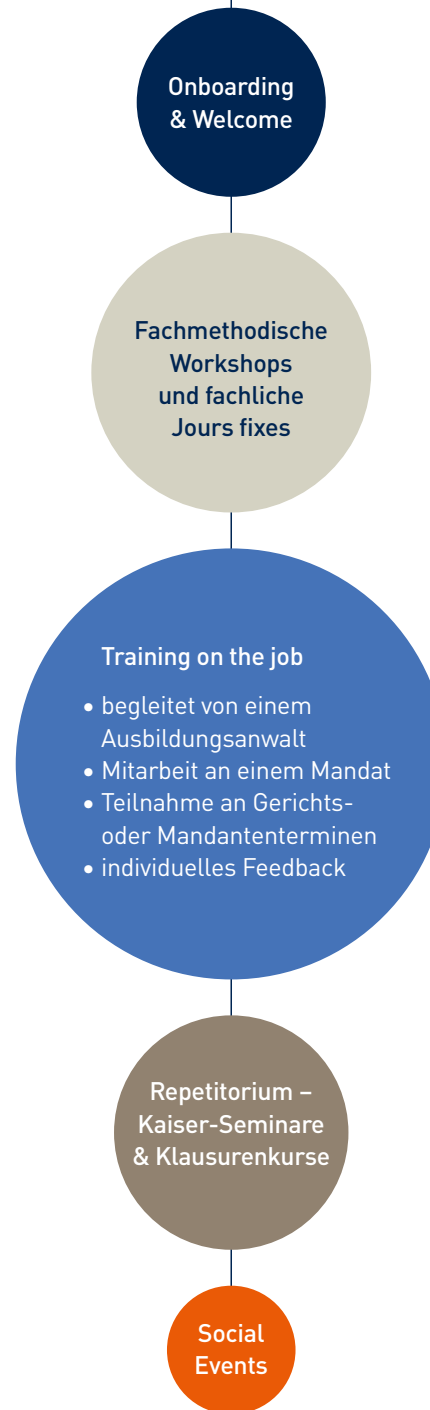 Onboarding
& Welcome
Fachmethodische
Workshops
und fachliche
Jours fixes
Training on the job
• begleitet von einem
Ausbildungsanwalt
• Mitarbeit an einem Mandat
• Teilnahme an Gerichts-
oder Mandantenterminen
• individuelles Feedback
Repetitorium –
Kaiser-Seminare
& Klausurenkurse
Social
Events